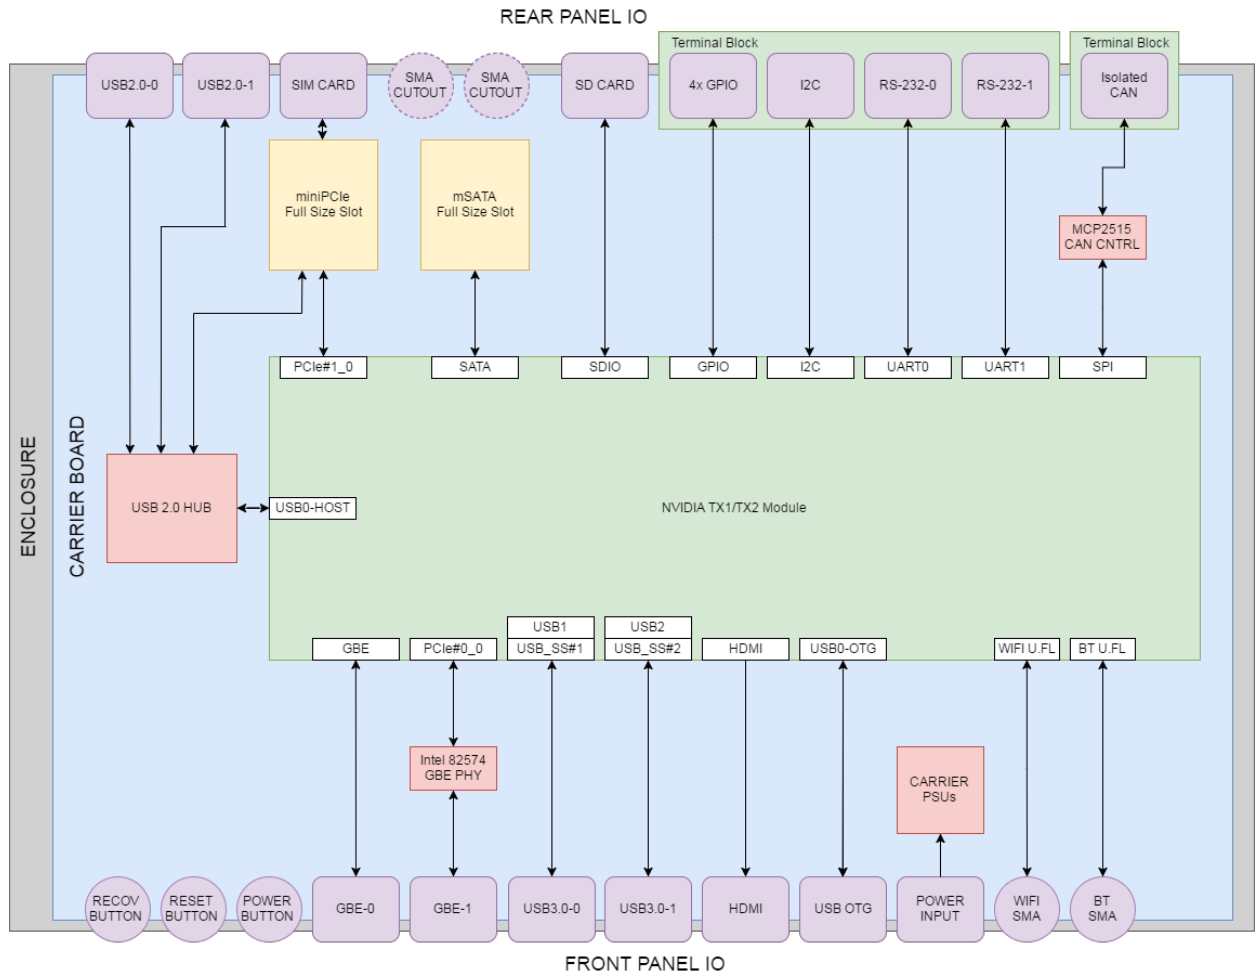 REAR PANEL IO
Terminal Block
Terminal Block
USB2.0-0
USB2.0-1
SIM CARD
SMA
CUTOUT
SMA
CUTOUT
SD CARD
4x GPIO
I2C
RS-232-0
RS-232-1
Isolated
CAN
miniPCIe
Full Size Slot
mSATA
Full Size Slot
MCP2515
CAN CNTRL
PCIe#1_0
SATA
SDIO
GPIO
I2C
UART0
UART1
SPI
ENCLOSURE
CARRIER BOARD
USB 2.0 HUB
USB0-HOST
NVIDIA TX1/TX2 Module
USB1
USB2
GBE
PCIe#0_0
USB_SS#1
USB_SS#2
HDMI
USB0-OTG
WIFI U.FL
BT U.FL
Intel 82574
GBE PHY
CARRIER
PSUs
RECOV
BUTTON
RESET
BUTTON
POWER
BUTTON
GBE-0
GBE-1
USB3.0-0
USB3.0-1
HDMI
USB OTG
POWER
INPUT
WIFI
SMA
BT
SMA
FRONT PANEL IO